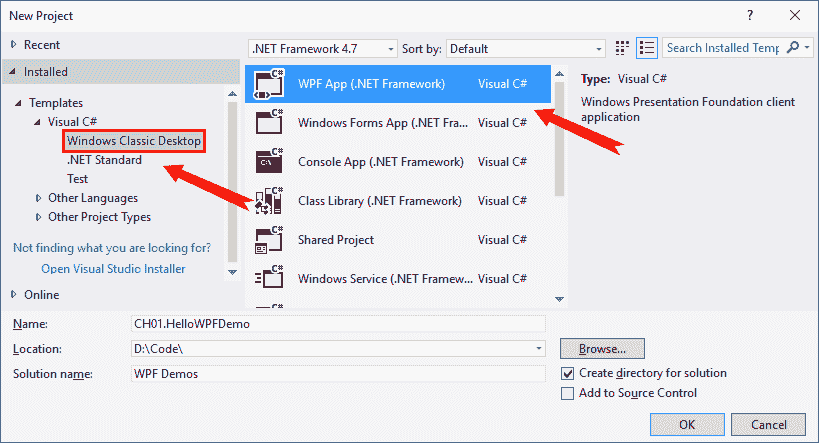 New Project
Recent
.NET Framework 4.7 Sort by: Default Search Installed Temp
Installed
Templates
Visual C#
Windows Classic Desktop
.NET Standard
Test
Other Languages
Other Project Types
Not finding what you are looking for?
Open Visual Studio Installer
Online
C# WPF App (.NET Framework) Visual C#
C# Windows Forms App (.NET Fra... Visual C#
C# C:\ Console App (.NET Framework) Visual C#
C# Class Library (.NET Framework) Visual C#
C# Shared Project Visual C#
C# Windows Service (.NET Framew... Visual C#
C#
Type: Visual C#
Windows Presentation Foundation client
application
Name: CH01.HelloWPFDemo
Location: D:\Code\ Browse...
Solution name: WPF Demos
Create directory for solution
Add to Source Control
OK Cancel